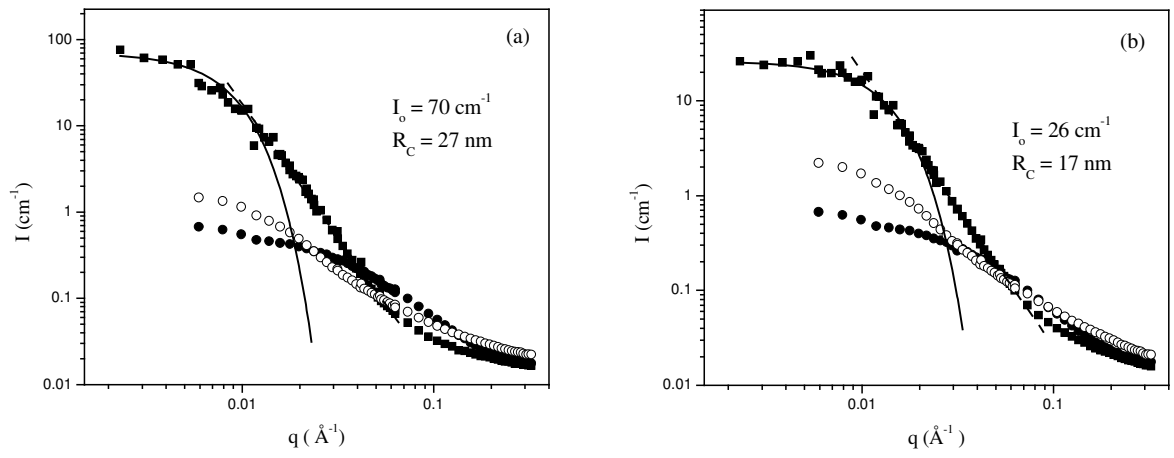 (a)
100
10
1
0.1
0.01
I (cm⁻¹)
Iₒ = 70 cm⁻¹
R_C = 27 nm
0.01 0.1
q ( Å⁻¹)
(b)
10
1
0.1
0.01
I (cm⁻¹)
Iₒ = 26 cm⁻¹
R_C = 17 nm
0.01 0.1
q ( Å⁻¹)